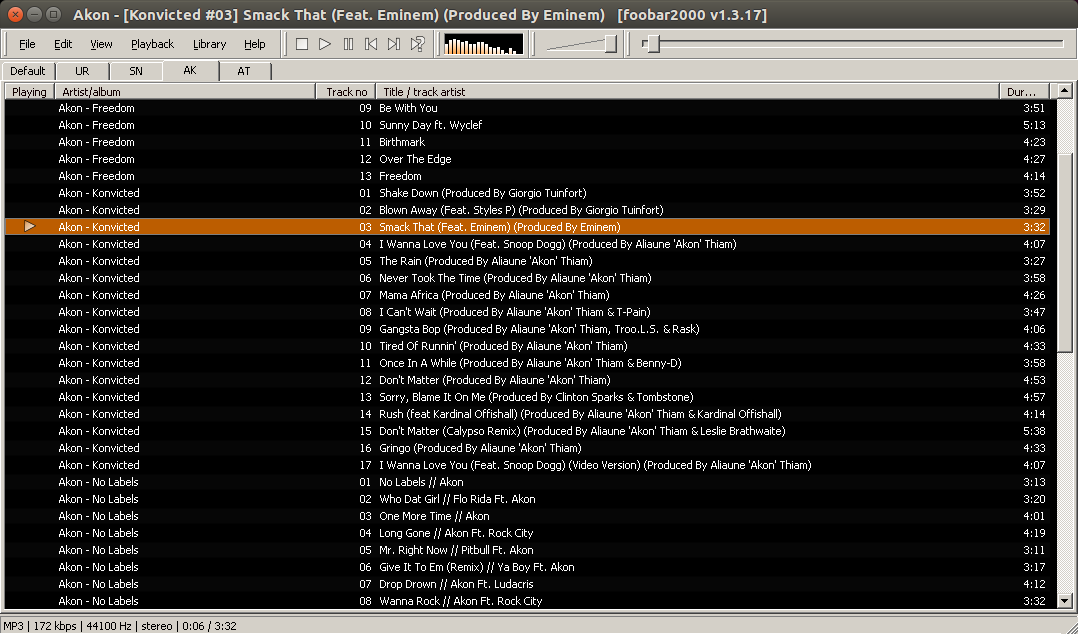 Akon - [Konvicted #03] Smack That (Feat. Eminem) (Produced By Eminem) [foobar2000 v1.3.17]
File Edit View Playback Library Help
Default UR SN AK AT
Playing Artist/album Track no Title / track artist Dur...
Akon - Freedom 09 Be With You 3:51
Akon - Freedom 10 Sunny Day ft. Wyclef 5:13
Akon - Freedom 11 Birthmark 4:23
Akon - Freedom 12 Over The Edge 4:27
Akon - Freedom 13 Freedom 4:14
Akon - Konvicted 01 Shake Down (Produced By Giorgio Tuinfort) 3:52
Akon - Konvicted 02 Blown Away (Feat. Styles P) (Produced By Giorgio Tuinfort) 3:29
Akon - Konvicted 03 Smack That (Feat. Eminem) (Produced By Eminem) 3:32
Akon - Konvicted 04 I Wanna Love You (Feat. Snoop Dogg) (Produced By Aliaune 'Akon' Thiam) 4:07
Akon - Konvicted 05 The Rain (Produced By Aliaune 'Akon' Thiam) 3:27
Akon - Konvicted 06 Never Took The Time (Produced By Aliaune 'Akon' Thiam) 3:58
Akon - Konvicted 07 Mama Africa (Produced By Aliaune 'Akon' Thiam) 4:26
Akon - Konvicted 08 I Can't Wait (Produced By Aliaune 'Akon' Thiam & T-Pain) 3:47
Akon - Konvicted 09 Gangsta Bop (Produced By Aliaune 'Akon' Thiam, Troo.L.S. & Rask) 4:06
Akon - Konvicted 10 Tired Of Runnin' (Produced By Aliaune 'Akon' Thiam) 4:33
Akon - Konvicted 11 Once In A While (Produced By Aliaune 'Akon' Thiam & Benny-D) 3:58
Akon - Konvicted 12 Don't Matter (Produced By Aliaune 'Akon' Thiam) 4:53
Akon - Konvicted 13 Sorry, Blame It On Me (Produced By Clinton Sparks & Tombstone) 4:57
Akon - Konvicted 14 Rush (feat Kardinal Offishall) (Produced By Aliaune 'Akon' Thiam & Kardinal Offishall) 4:14
Akon - Konvicted 15 Don't Matter (Calypso Remix) (Produced By Aliaune 'Akon' Thiam & Leslie Brathwaite) 5:38
Akon - Konvicted 16 Gringo (Produced By Aliaune 'Akon' Thiam) 4:33
Akon - Konvicted 17 I Wanna Love You (Feat. Snoop Dogg) (Video Version) (Produced By Aliaune 'Akon' Thiam) 4:07
Akon - No Labels 01 No Labels // Akon 3:13
Akon - No Labels 02 Who Dat Girl // Flo Rida Ft. Akon 3:20
Akon - No Labels 03 One More Time // Akon 4:01
Akon - No Labels 04 Long Gone // Akon Ft. Rock City 4:19
Akon - No Labels 05 Mr. Right Now // Pitbull Ft. Akon 3:11
Akon - No Labels 06 Give It To Em (Remix) // Ya Boy Ft. Akon 3:17
Akon - No Labels 07 Drop Drown // Akon Ft. Ludacris 4:12
Akon - No Labels 08 Wanna Rock // Akon Ft. Rock City 3:32
MP3 | 172 kbps | 44100 Hz | stereo | 0:06 / 3:32